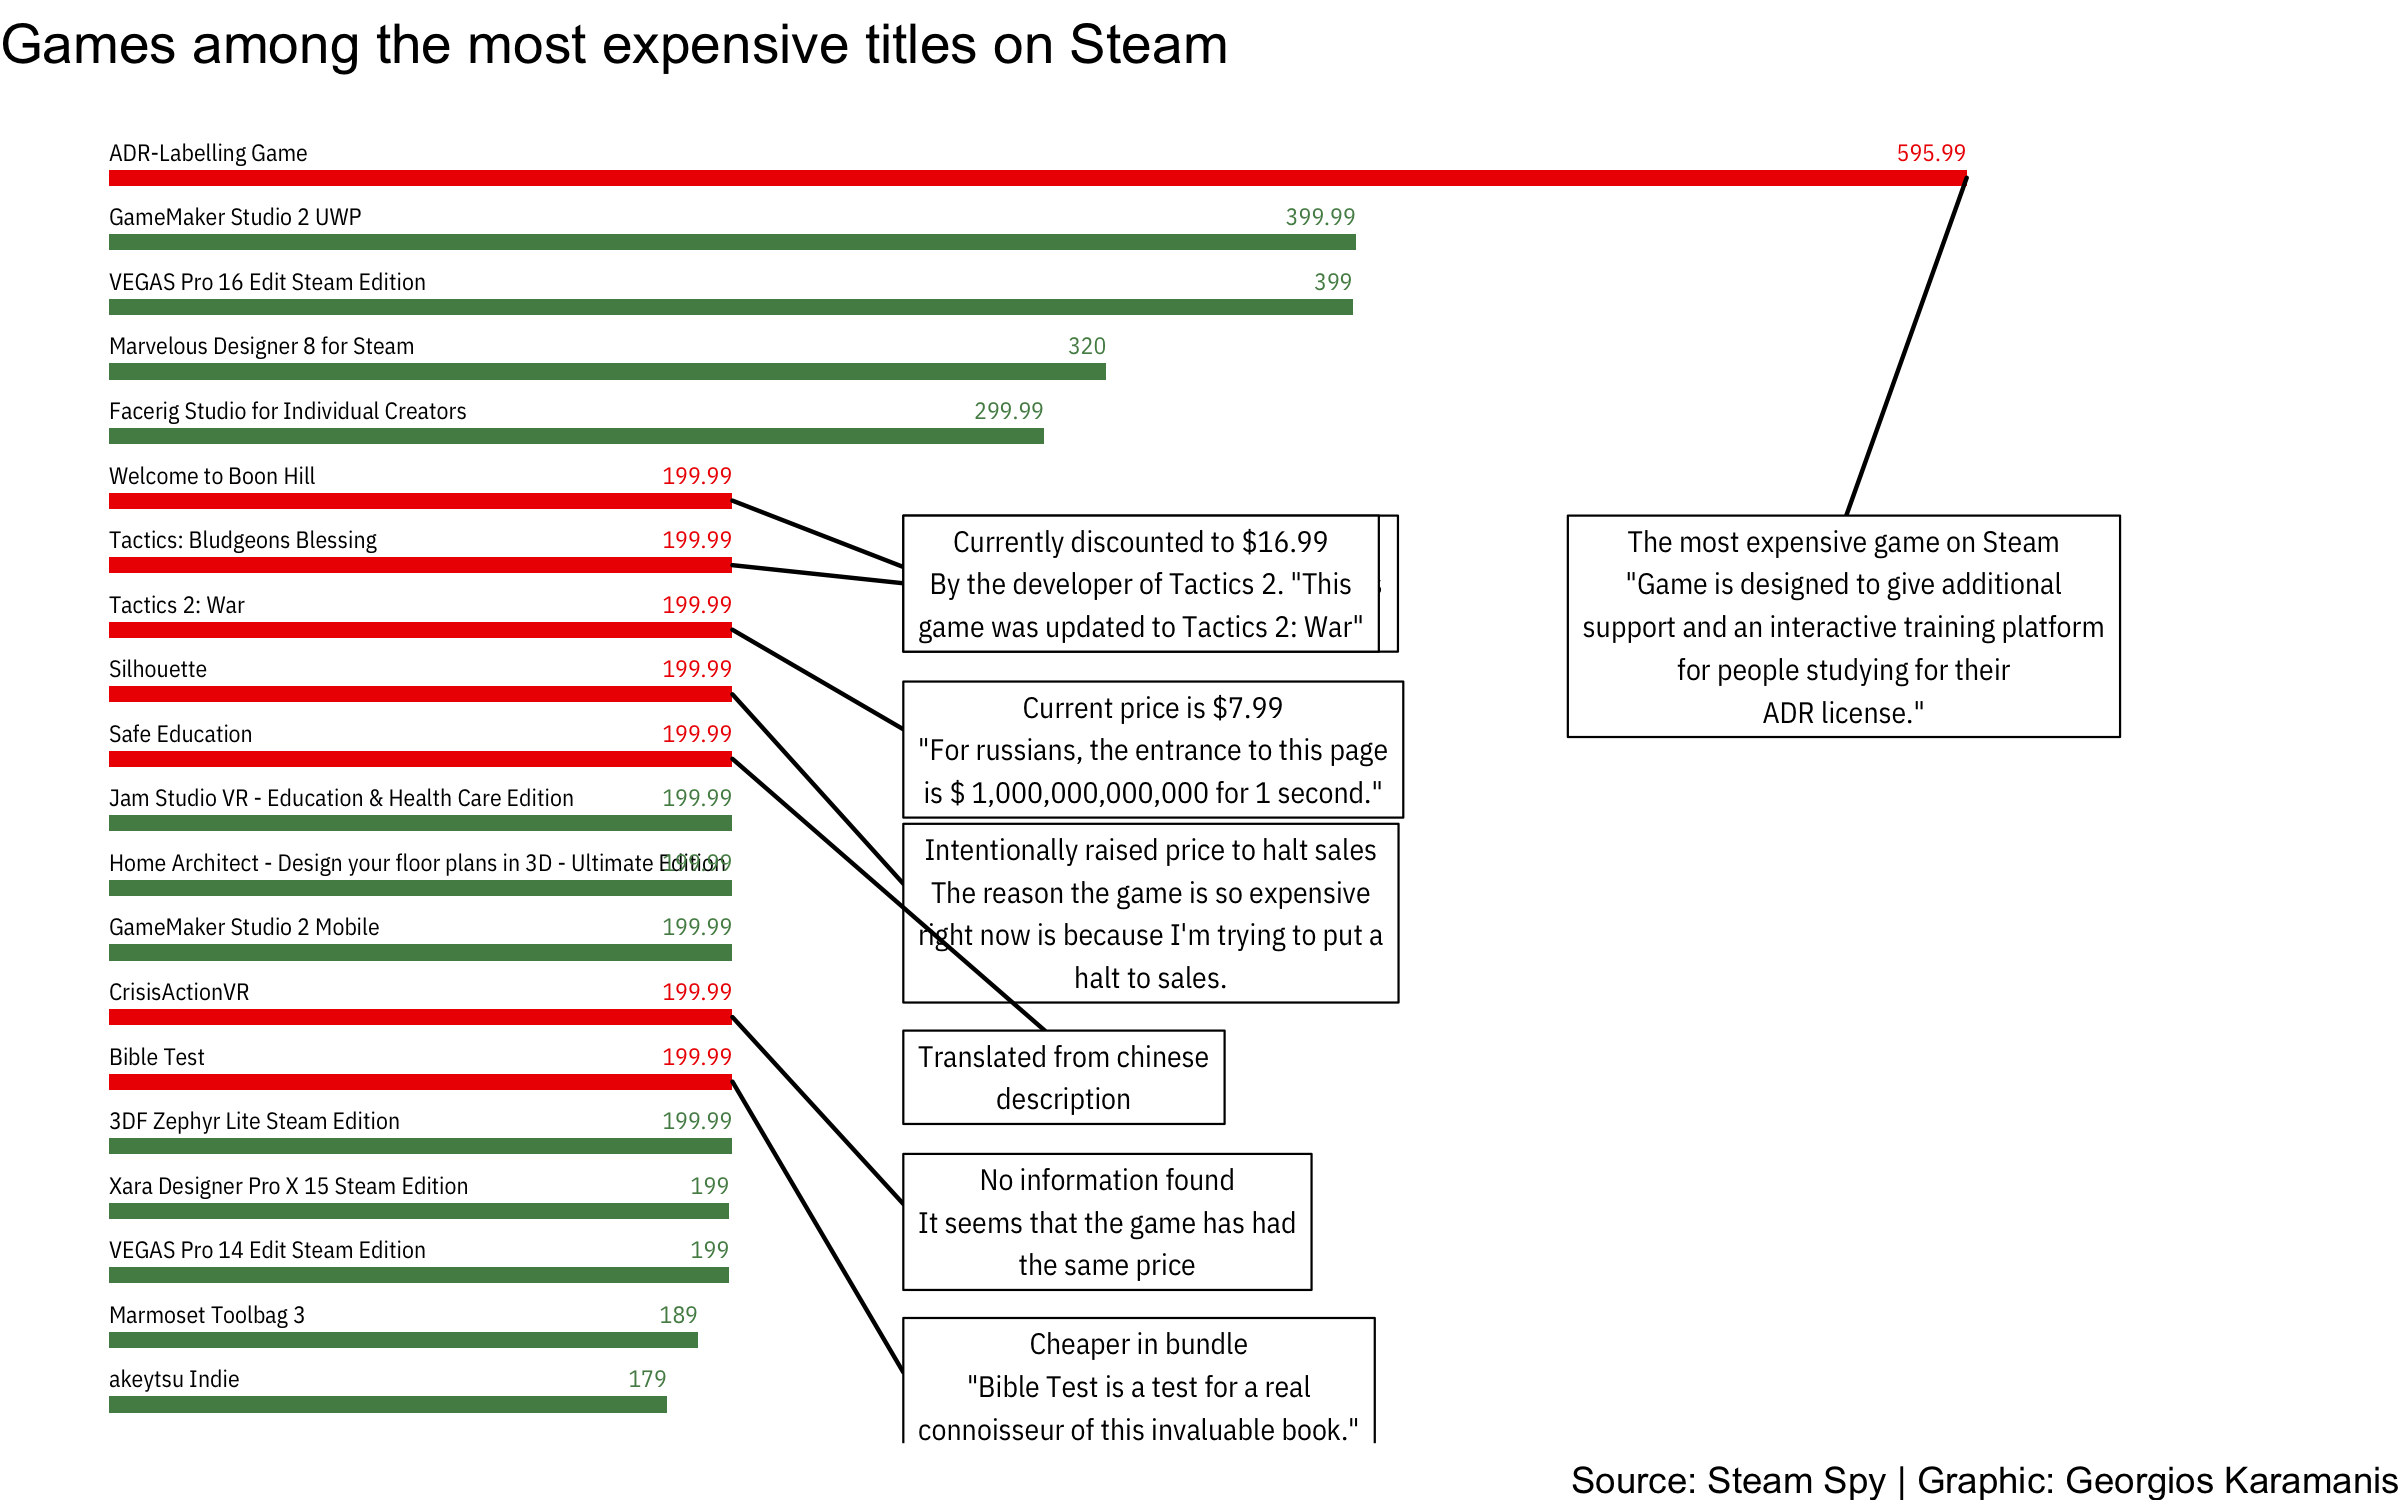 Games among the most expensive titles on Steam
ADR-Labelling Game
595.99
GameMaker Studio 2 UWP
399.99
VEGAS Pro 16 Edit Steam Edition
399
Marvelous Designer 8 for Steam
320
Facerig Studio for Individual Creators
299.99
Welcome to Boon Hill
199.99
Tactics: Bludgeons Blessing
199.99
Tactics 2: War
199.99
Silhouette
199.99
Safe Education
199.99
Jam Studio VR - Education & Health Care Edition
199.99
Home Architect - Design your floor plans in 3D - Ultimate Edition
199.99
GameMaker Studio 2 Mobile
199.99
CrisisActionVR
199.99
Bible Test
199.99
3DF Zephyr Lite Steam Edition
199.99
Xara Designer Pro X 15 Steam Edition
199
VEGAS Pro 14 Edit Steam Edition
199
Marmoset Toolbag 3
189
akeytsu Indie
179
Currently discounted to $16.99
By the developer of Tactics 2. "This
game was updated to Tactics 2: War"
Current price is $7.99
"For russians, the entrance to this page
is $ 1,000,000,000,000 for 1 second."
Intentionally raised price to halt sales
The reason the game is so expensive
right now is because I'm trying to put a
halt to sales.
Translated from chinese
description
No information found
It seems that the game has had
the same price
Cheaper in bundle
"Bible Test is a test for a real
connoisseur of this invaluable book."
The most expensive game on Steam
"Game is designed to give additional
support and an interactive training platform
for people studying for their
ADR license."
Source: Steam Spy | Graphic: Georgios Karamanis